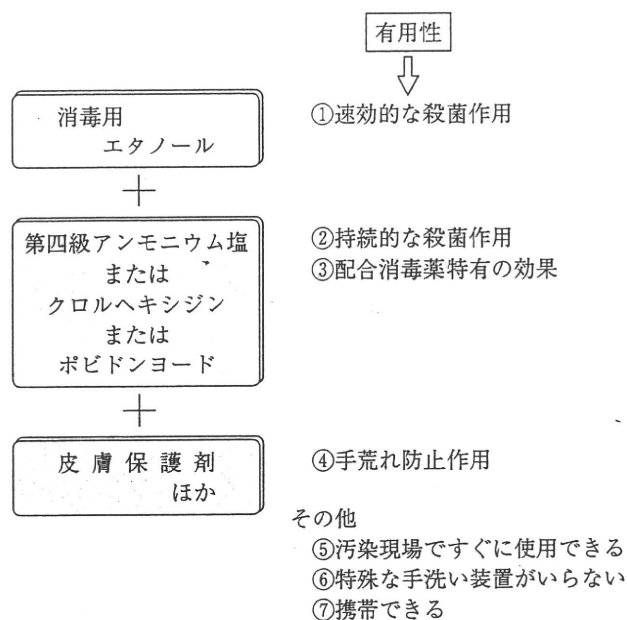 有用性
消毒用
エタノール
①速効的な殺菌作用
＋
第四級アンモニウム塩
または
クロルヘキシジン
または
ポビドンヨード
②持続的な殺菌作用
③配合消毒薬特有の効果
＋
皮膚保護剤
ほか
④手荒れ防止作用
その他
⑤汚染現場ですぐに使用できる
⑥特殊な手洗い装置がいらない
⑦携帯できる